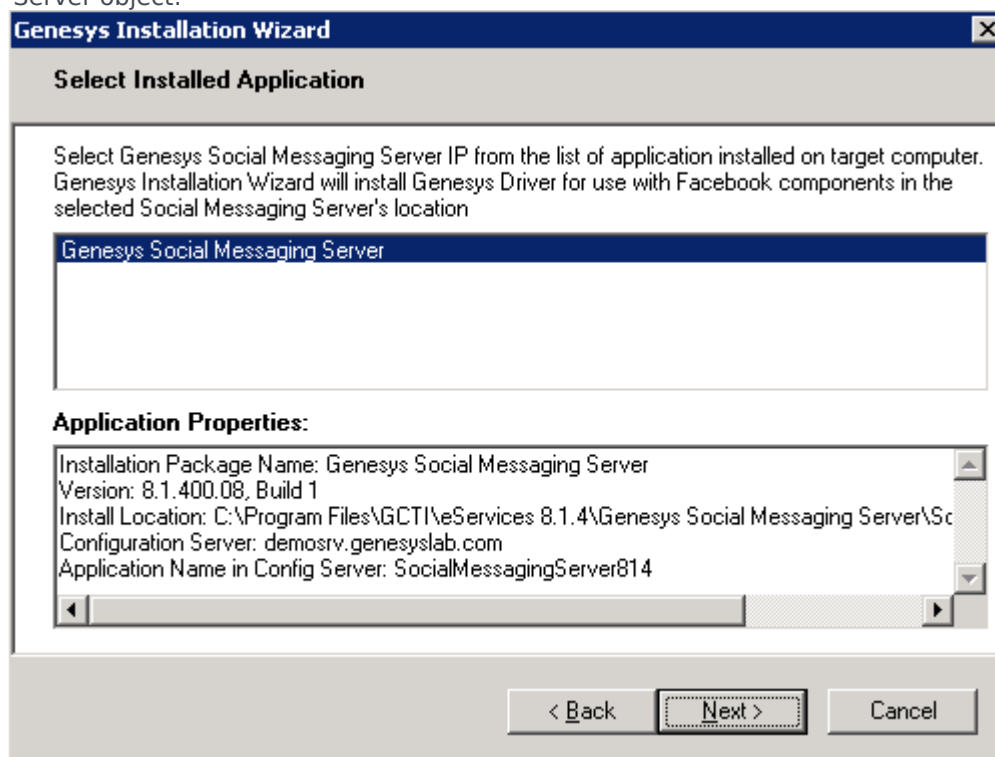 Server object.
Genesys Installation Wizard
Select Installed Application
Select Genesys Social Messaging Server IP from the list of application installed on target computer.
Genesys Installation Wizard will install Genesys Driver for use with Facebook components in the
selected Social Messaging Server's location
Genesys Social Messaging Server
Application Properties:
Installation Package Name: Genesys Social Messaging Server
Version: 8.1.400.08, Build 1
Install Location: C:\Program Files\GCTI\eServices 8.1.4\Genesys Social Messaging Server\Sc
Configuration Server: demosrv.genesyslab.com
Application Name in Config Server: SocialMessagingServer814
< Back
Next >
Cancel